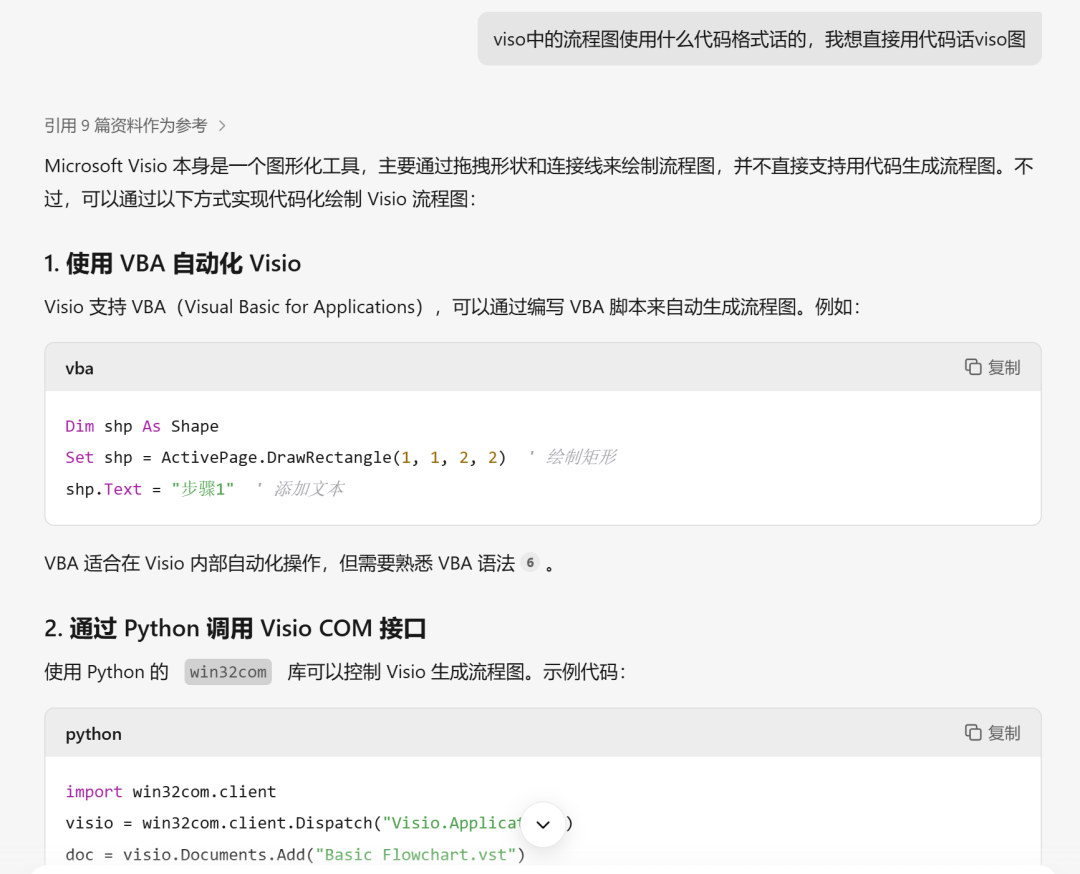 viso中的流程图使用什么代码格式话的，我想直接用代码话viso图
引用 9 篇资料作为参考
Microsoft Visio 本身是一个图形化工具，主要通过拖拽形状和连接线来绘制流程图，并不直接支持用代码生成流程图。不
过，可以通过以下方式实现代码化绘制 Visio 流程图：
1. 使用 VBA 自动化 Visio
Visio 支持 VBA（Visual Basic for Applications），可以通过编写 VBA 脚本来自动生成流程图。例如：
vba 复制
Dim shp As Shape
Set shp = ActivePage.DrawRectangle(1, 1, 2, 2)  ' 绘制矩形
shp.Text = "步骤1"  ' 添加文本
VBA 适合在 Visio 内部自动化操作，但需要熟悉 VBA 语法 6 。
2. 通过 Python 调用 Visio COM 接口
使用 Python 的 win32com 库可以控制 Visio 生成流程图。示例代码：
python 复制
import win32com.client
visio = win32com.client.Dispatch("Visio.Applicat )
doc = visio.Documents.Add("Basic Flowchart.vst")